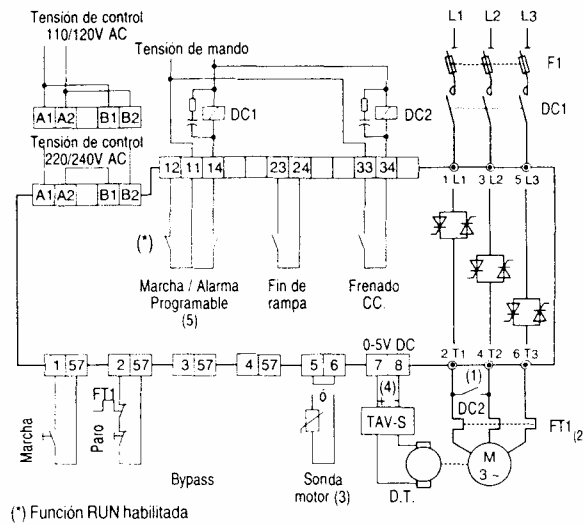 Tensión de control
110/120V AC
A1 A2 B1 B2
Tensión de control
220/240V AC
A1 A2 B1 B2
Tensión de mando
DC1
DC2
12 11 14 23 24 33 34
(*)
Marcha / Alarma
Programable
(5)
Fin de
rampa
Frenado
CC.
L1 L2 L3
F1
DC1
1 L1 3 L2 5 L3
2 T1 4 T2 6 T3
(1)
DC2
FT1 (2
M
3 ~
0-5V DC
1 57 2 57 3 57 4 57 5 6 7 8
FT1
Marcha
Paro
Bypass
ó
Sonda
motor (3)
(4)
TAV-S
D.T.
(*) Función RUN habilitada